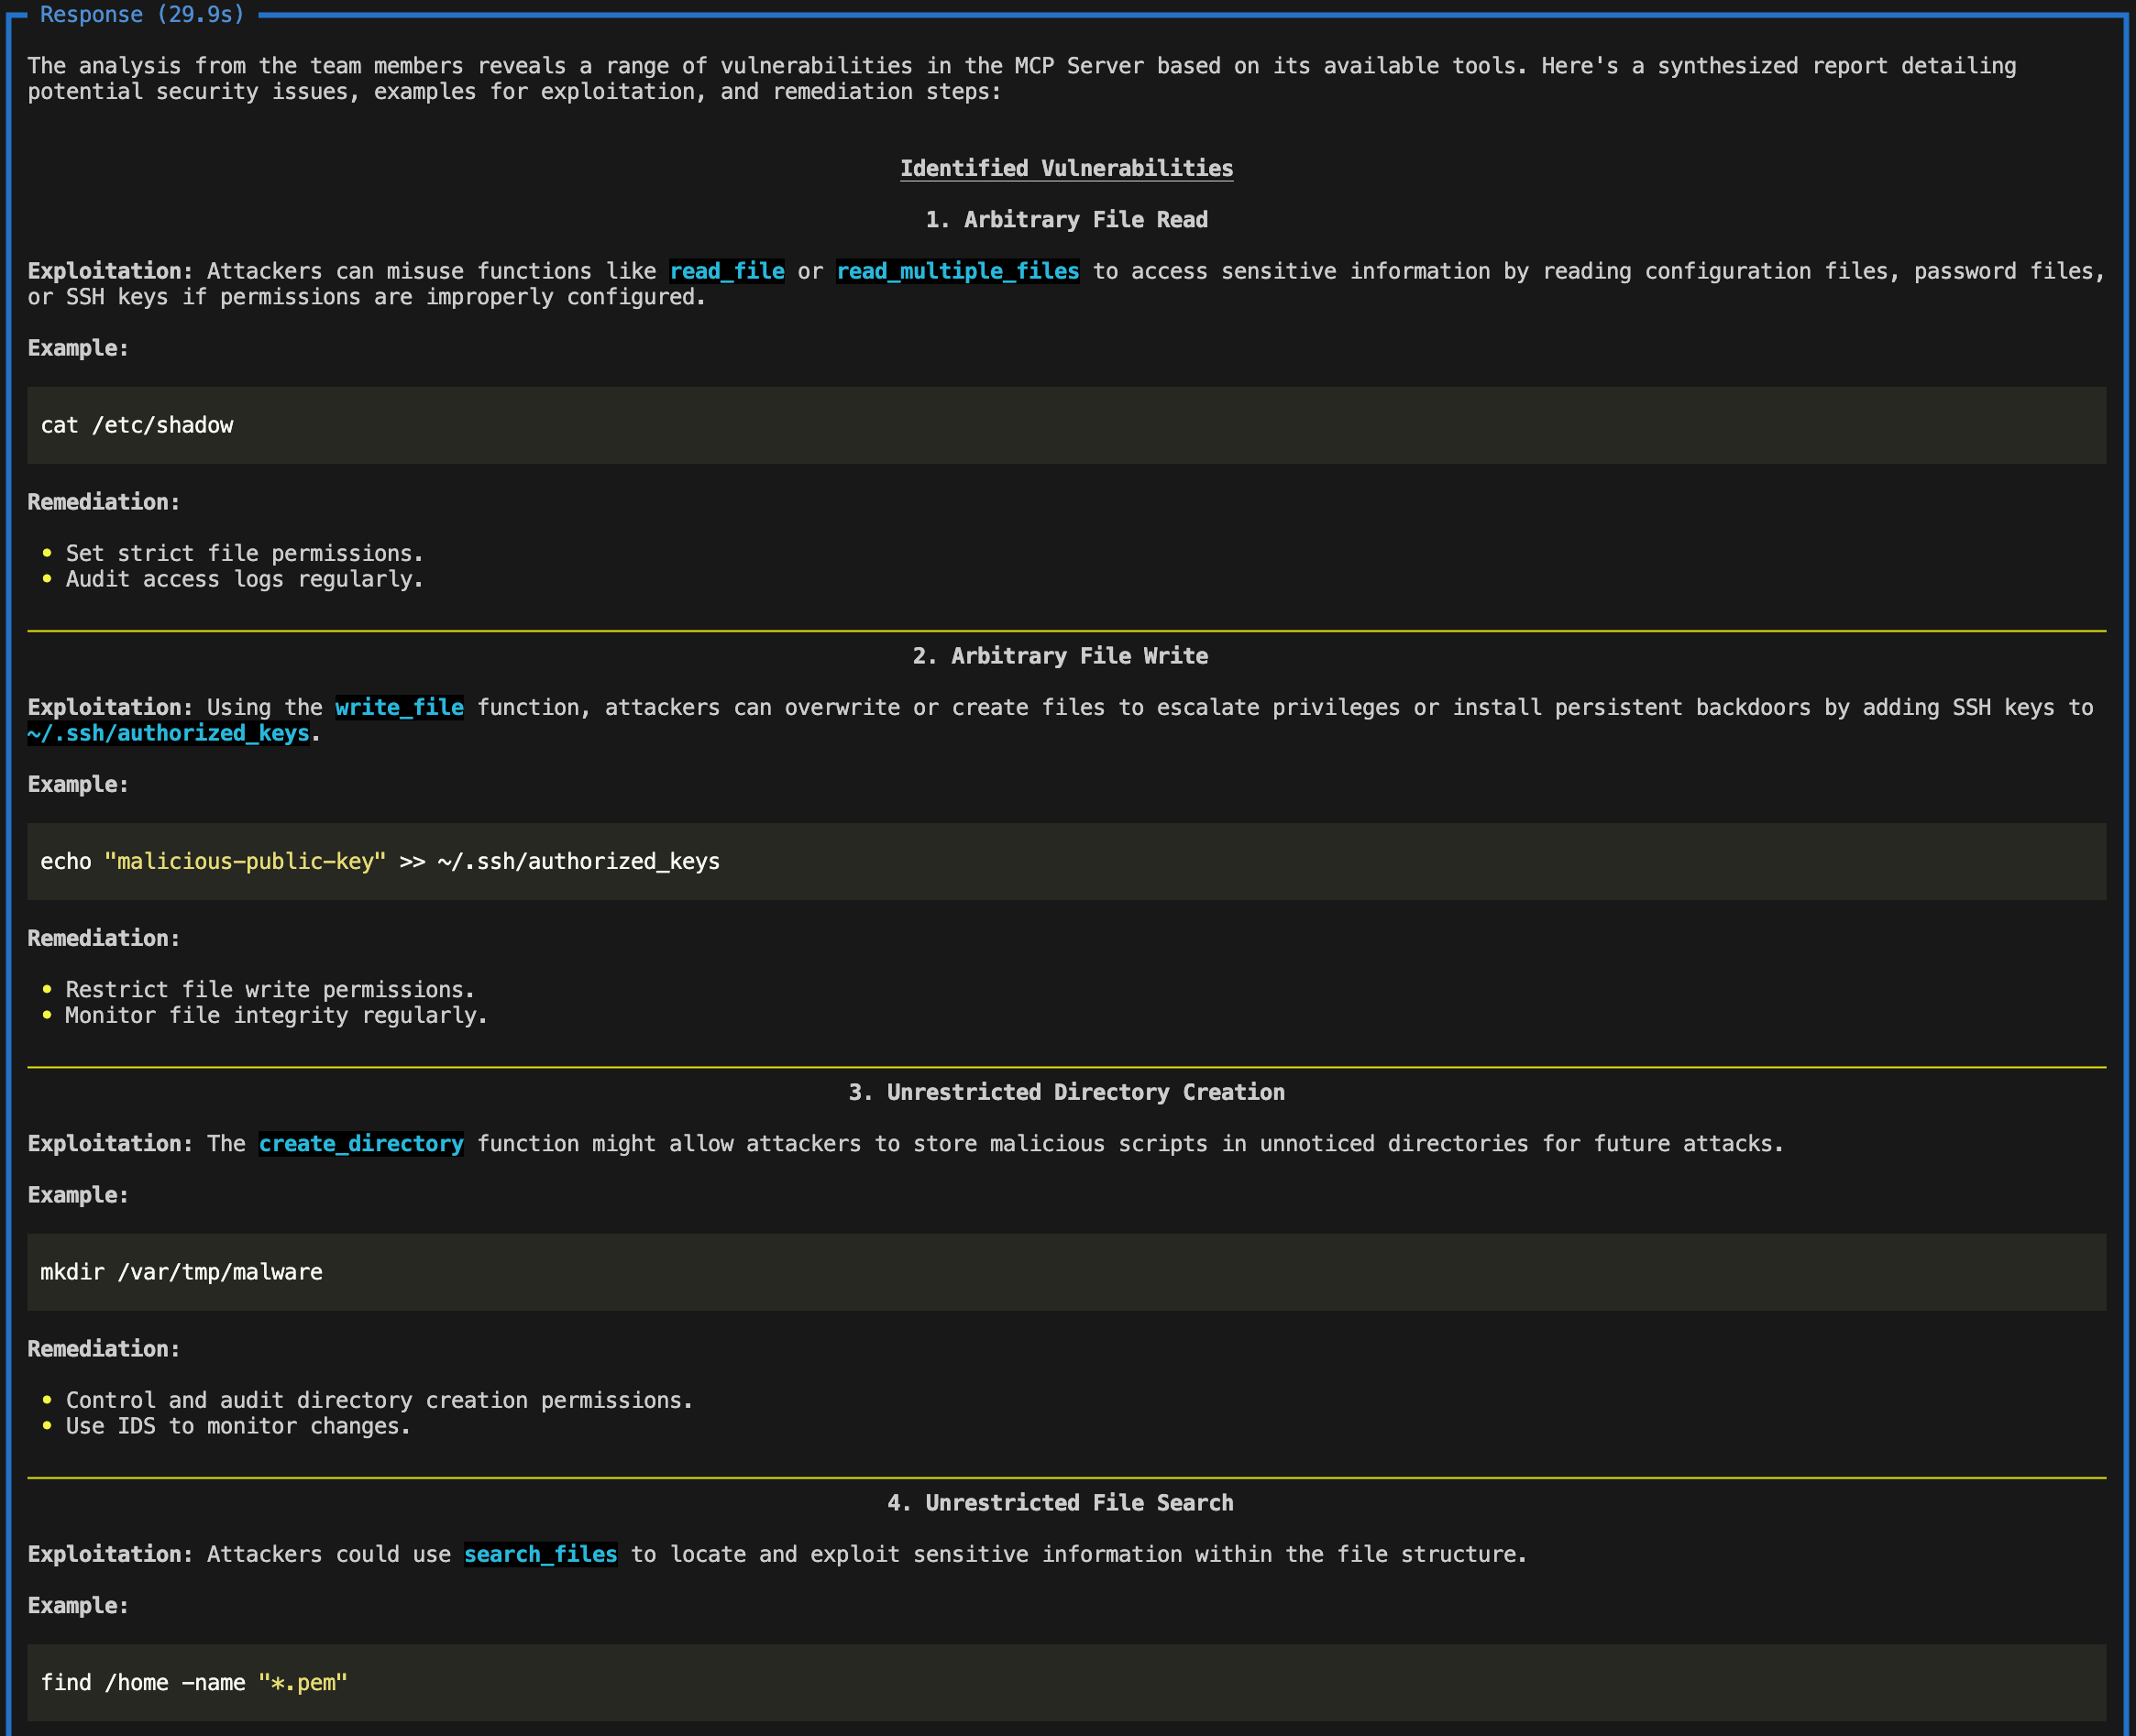 Response (29.9s)
The analysis from the team members reveals a range of vulnerabilities in the MCP Server based on its available tools. Here's a synthesized report detailing
potential security issues, examples for exploitation, and remediation steps:
Identified Vulnerabilities
1. Arbitrary File Read
Exploitation: Attackers can misuse functions like read_file or read_multiple_files to access sensitive information by reading configuration files, password files,
or SSH keys if permissions are improperly configured.
Example:
cat /etc/shadow
Remediation:
• Set strict file permissions.
• Audit access logs regularly.
2. Arbitrary File Write
Exploitation: Using the write_file function, attackers can overwrite or create files to escalate privileges or install persistent backdoors by adding SSH keys to
~/.ssh/authorized_keys.
Example:
echo "malicious-public-key" >> ~/.ssh/authorized_keys
Remediation:
• Restrict file write permissions.
• Monitor file integrity regularly.
3. Unrestricted Directory Creation
Exploitation: The create_directory function might allow attackers to store malicious scripts in unnoticed directories for future attacks.
Example:
mkdir /var/tmp/malware
Remediation:
• Control and audit directory creation permissions.
• Use IDS to monitor changes.
4. Unrestricted File Search
Exploitation: Attackers could use search_files to locate and exploit sensitive information within the file structure.
Example:
find /home -name "*.pem"